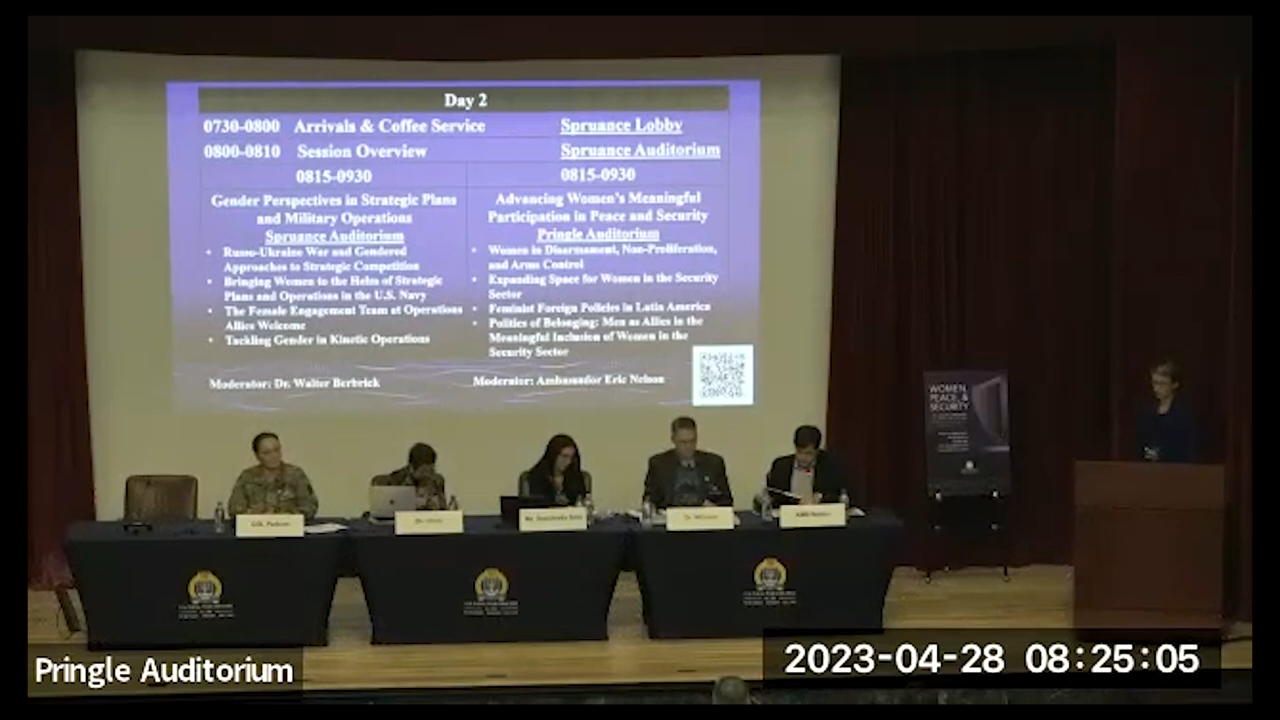 Day 2
0730-0800 Arrivals & Coffee Service Spruance Lobby
0800-0810 Session Overview Spruance Auditorium
0815-0930 0815-0930
Gender Perspectives in Strategic Plans
and Military Operations
Spruance Auditorium
• Russo-Ukraine War and Gendered
Approaches to Strategic Competition
• Bringing Women to the Helm of Strategic
Plans and Operations in the U.S. Navy
• The Female Engagement Team at Operations
Allies Welcome
• Tackling Gender in Kinetic Operations
Moderator: Dr. Walter Berbrick
Advancing Women's Meaningful
Participation in Peace and Security
Pringle Auditorium
• Women in Disarmament, Non-Proliferation,
and Arms Control
• Expanding Space for Women in the Security
Sector
• Feminist Foreign Policies in Latin America
• Politics of Belonging: Men as Allies in the
Meaningful Inclusion of Women in the
Security Sector
Moderator: Ambassador Eric Nelson
WOMEN,
PEACE, &
SECURITY
Pringle Auditorium
2023-04-28 08:25:05